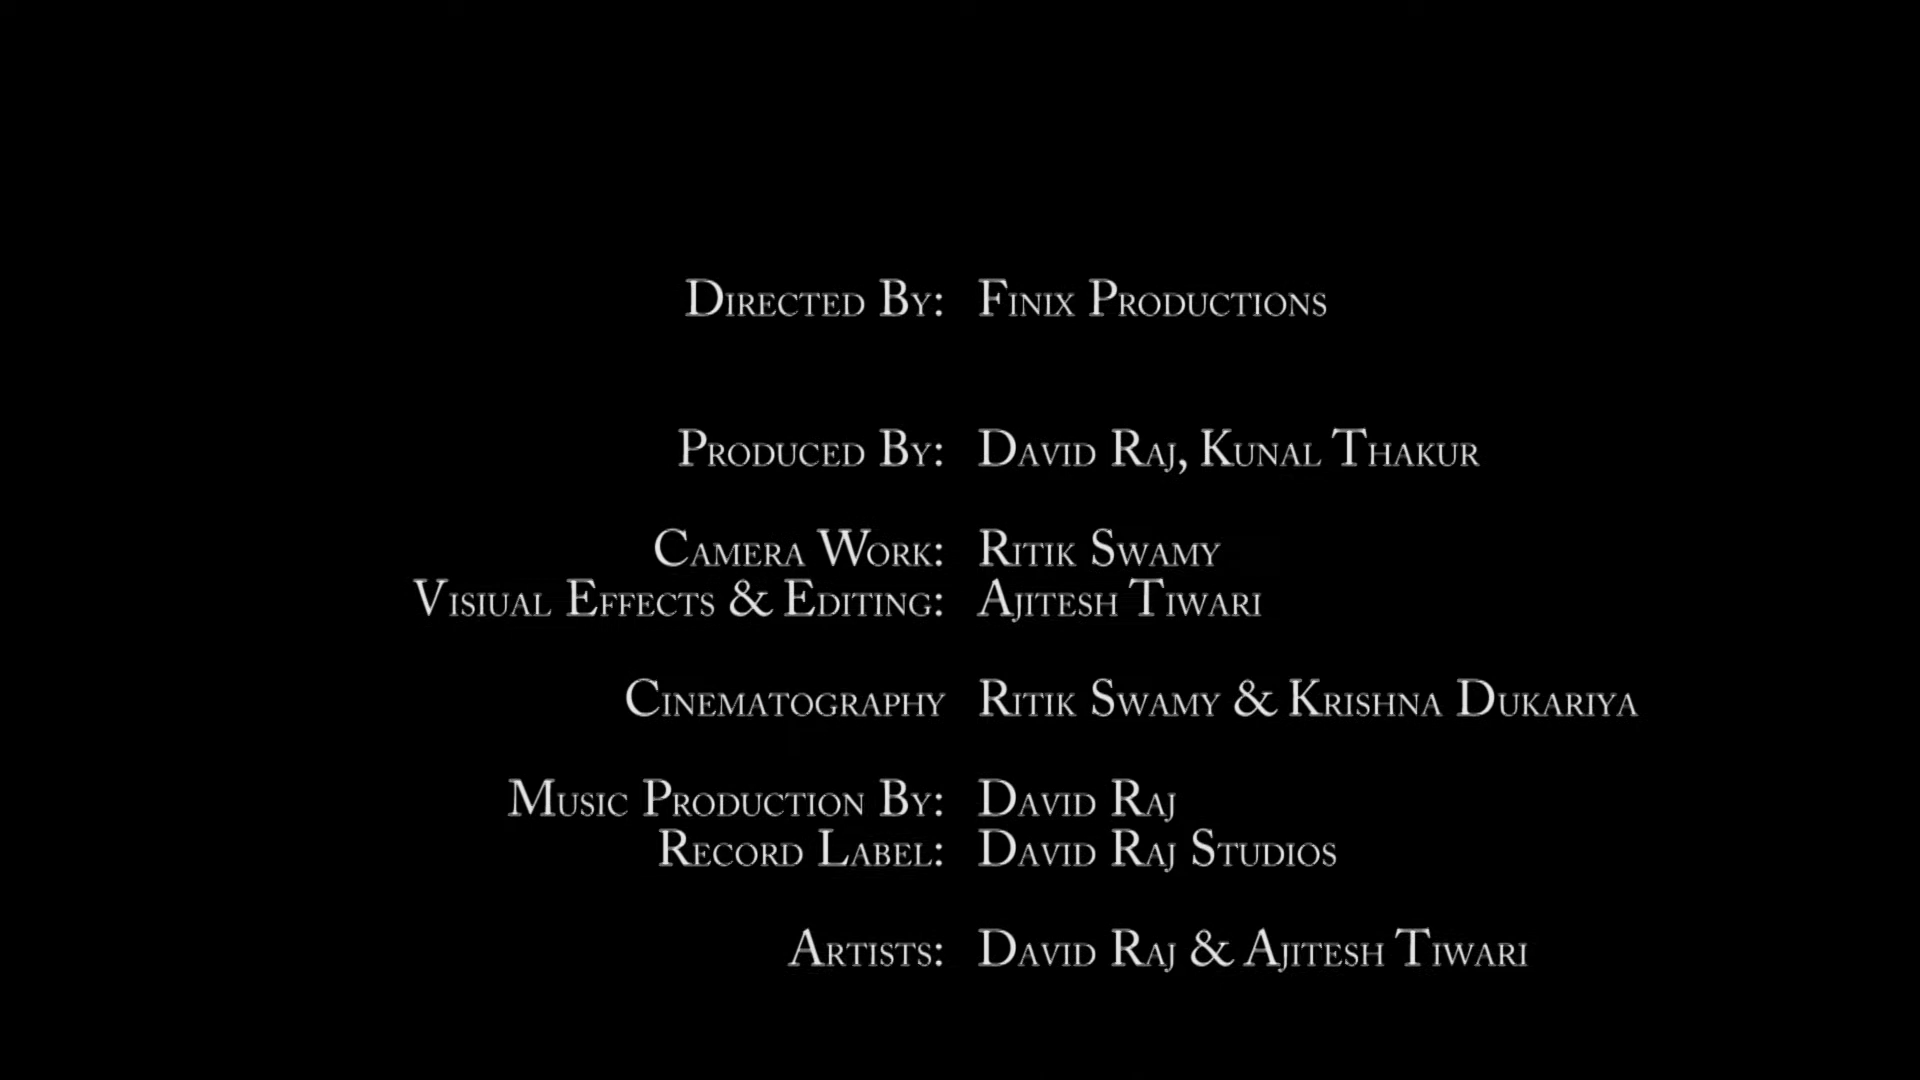 Directed By: Finix Productions
Produced By: David Raj, Kunal Thakur
Camera Work: Ritik Swamy
Visiual Effects & Editing: Ajitesh Tiwari
Cinematography Ritik Swamy & Krishna Dukariya
Music Production By: David Raj
Record Label: David Raj Studios
Artists: David Raj & Ajitesh Tiwari